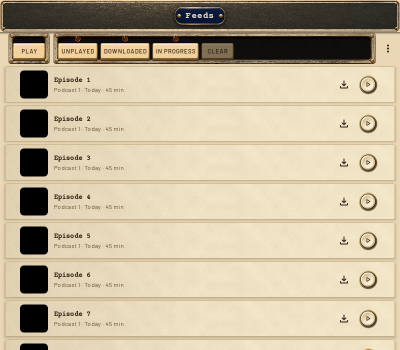 Feeds
PLAY UNPLAYED DOWNLOADED IN PROGRESS CLEAR
Episode 1
Podcast 1 · Today · 45 min
Episode 2
Podcast 1 · Today · 45 min
Episode 3
Podcast 1 · Today · 45 min
Episode 4
Podcast 1 · Today · 45 min
Episode 5
Podcast 1 · Today · 45 min
Episode 6
Podcast 1 · Today · 45 min
Episode 7
Podcast 1 · Today · 45 min